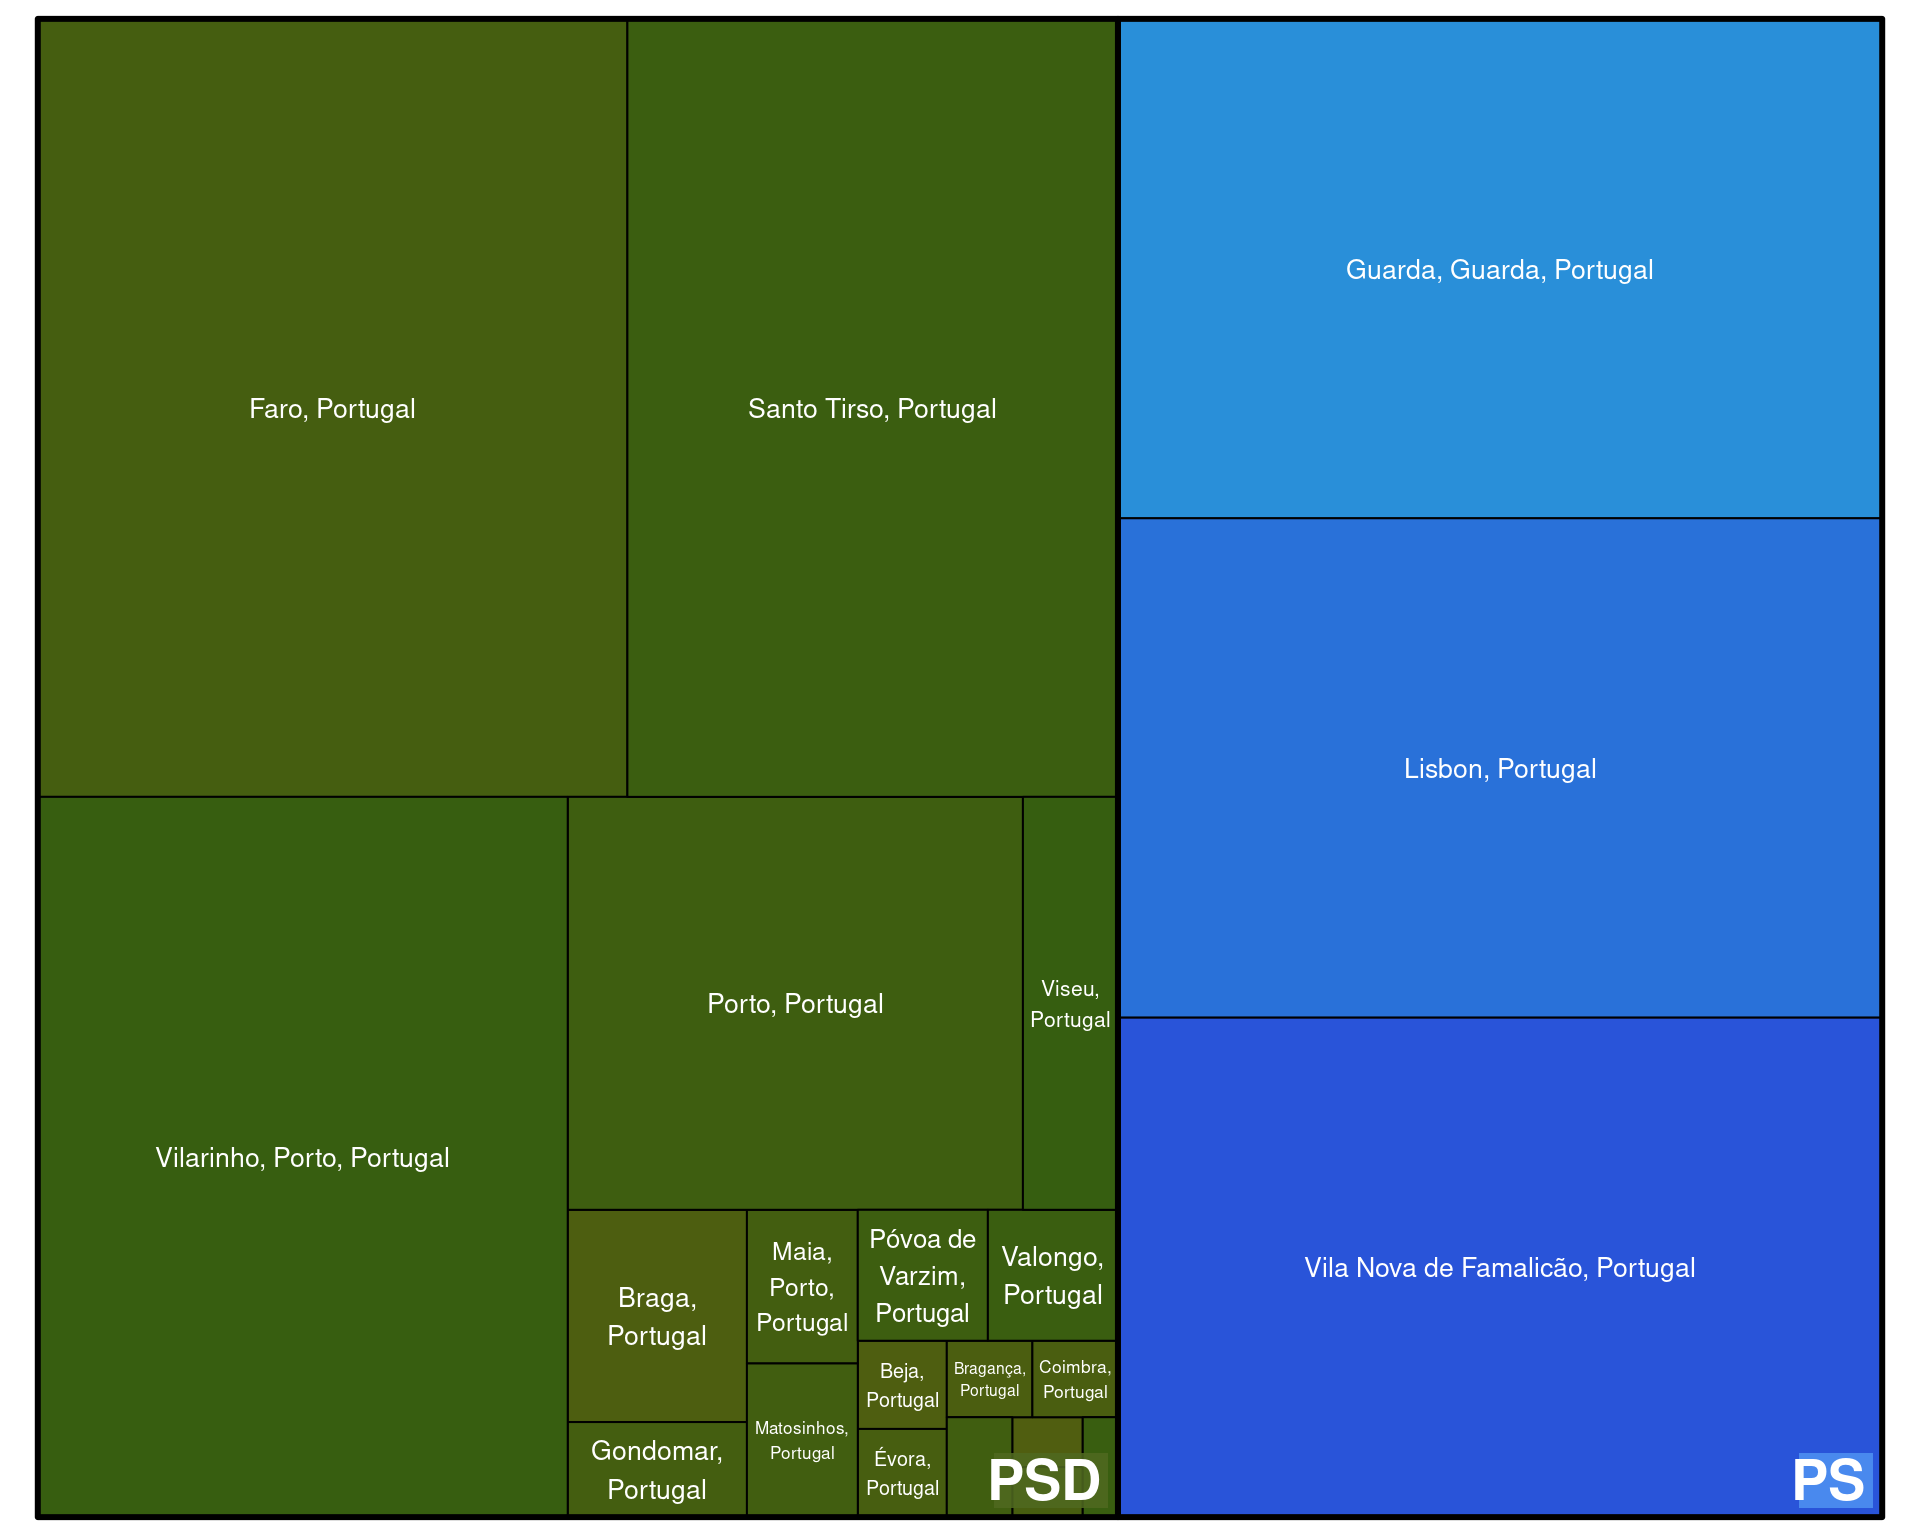 Faro, Portugal
Santo Tirso, Portugal
Guarda, Guarda, Portugal
Lisbon, Portugal
Vila Nova de Famalicão, Portugal
Vilarinho, Porto, Portugal
Porto, Portugal
Viseu,
Portugal
Braga,
Portugal
Gondomar,
Portugal
Maia,
Porto,
Portugal
Matosinhos,
Portugal
Póvoa de
Varzim,
Portugal
Valongo,
Portugal
Beja,
Portugal
Bragança,
Portugal
Coimbra,
Portugal
Évora,
Portugal
PSD
PS